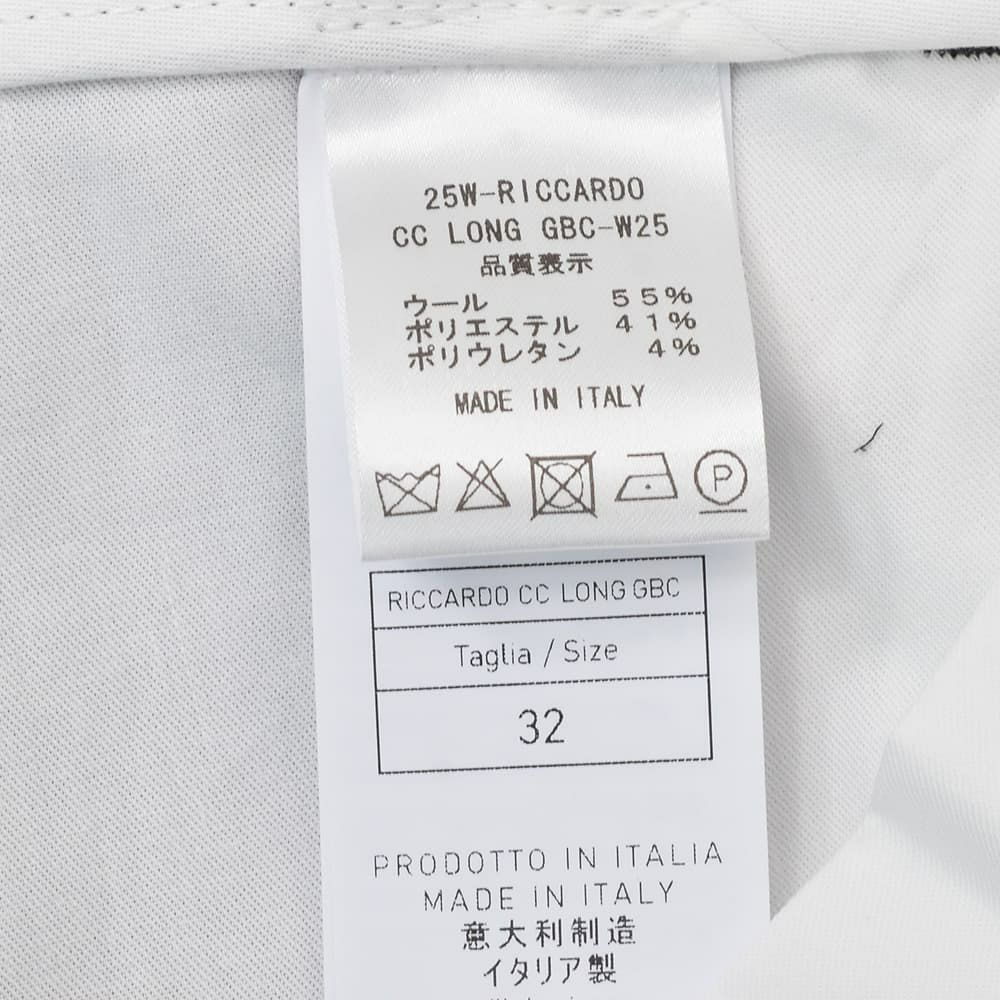 25W-RICCARDO
CC LONG GBC-W25
品質表示
ウール 55%
ポリエステル 41%
ポリウレタン 4%
MADE IN ITALY
P
RICCARDO CC LONG GBC
Taglia / Size
32
PRODOTTO IN ITALIA
MADE IN ITALY
意大利制造
イタリア製